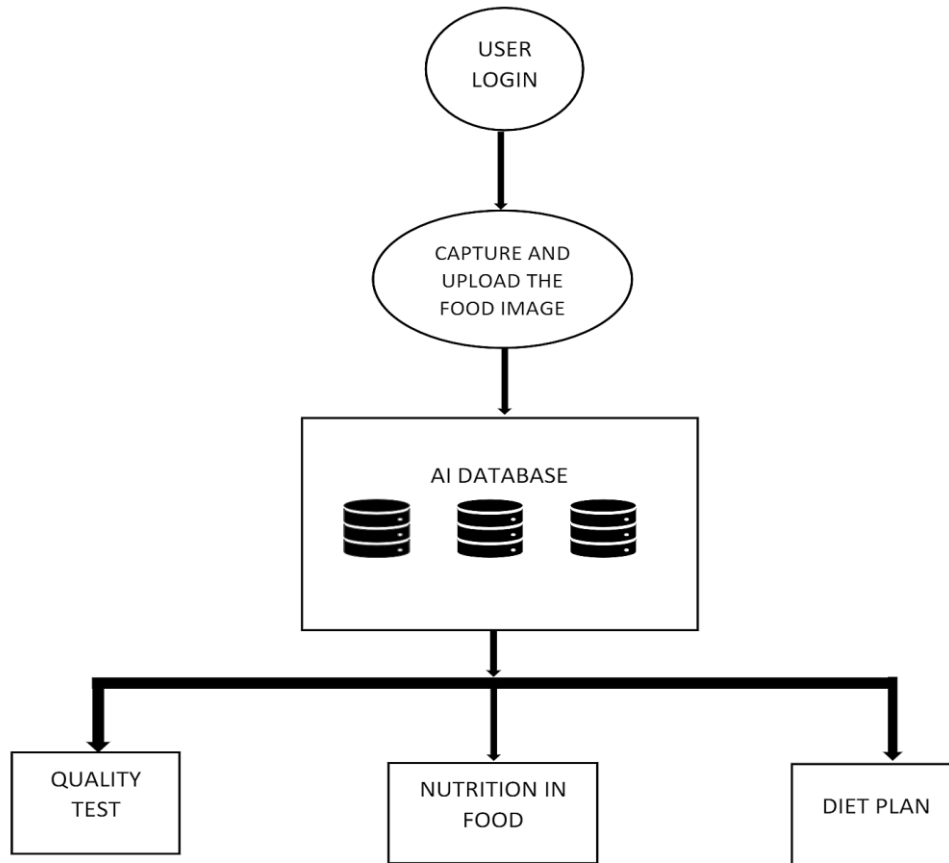 USER
LOGIN
CAPTURE AND
UPLOAD THE
FOOD IMAGE
AI DATABASE
QUALITY
TEST
NUTRITION IN
FOOD
DIET PLAN